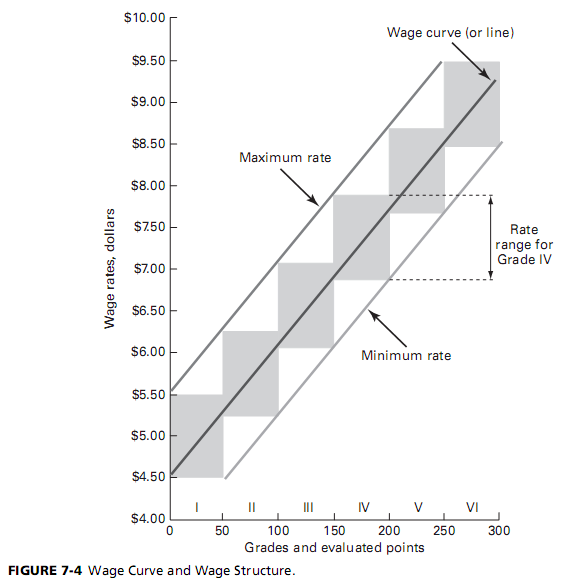 $10.00
Wage curve (or line)
$9.50
$9.00
$8.50
Maximum rate
$8.00
$7.50
Rate
range for
Grade IV
Wage rates, dollars
$7.00
$6.50
$6.00
Minimum rate
$5.50
$5.00
$4.50
I II III IV V VI
$4.00
0 50 100 150 200 250 300
Grades and evaluated points
FIGURE 7-4 Wage Curve and Wage Structure.